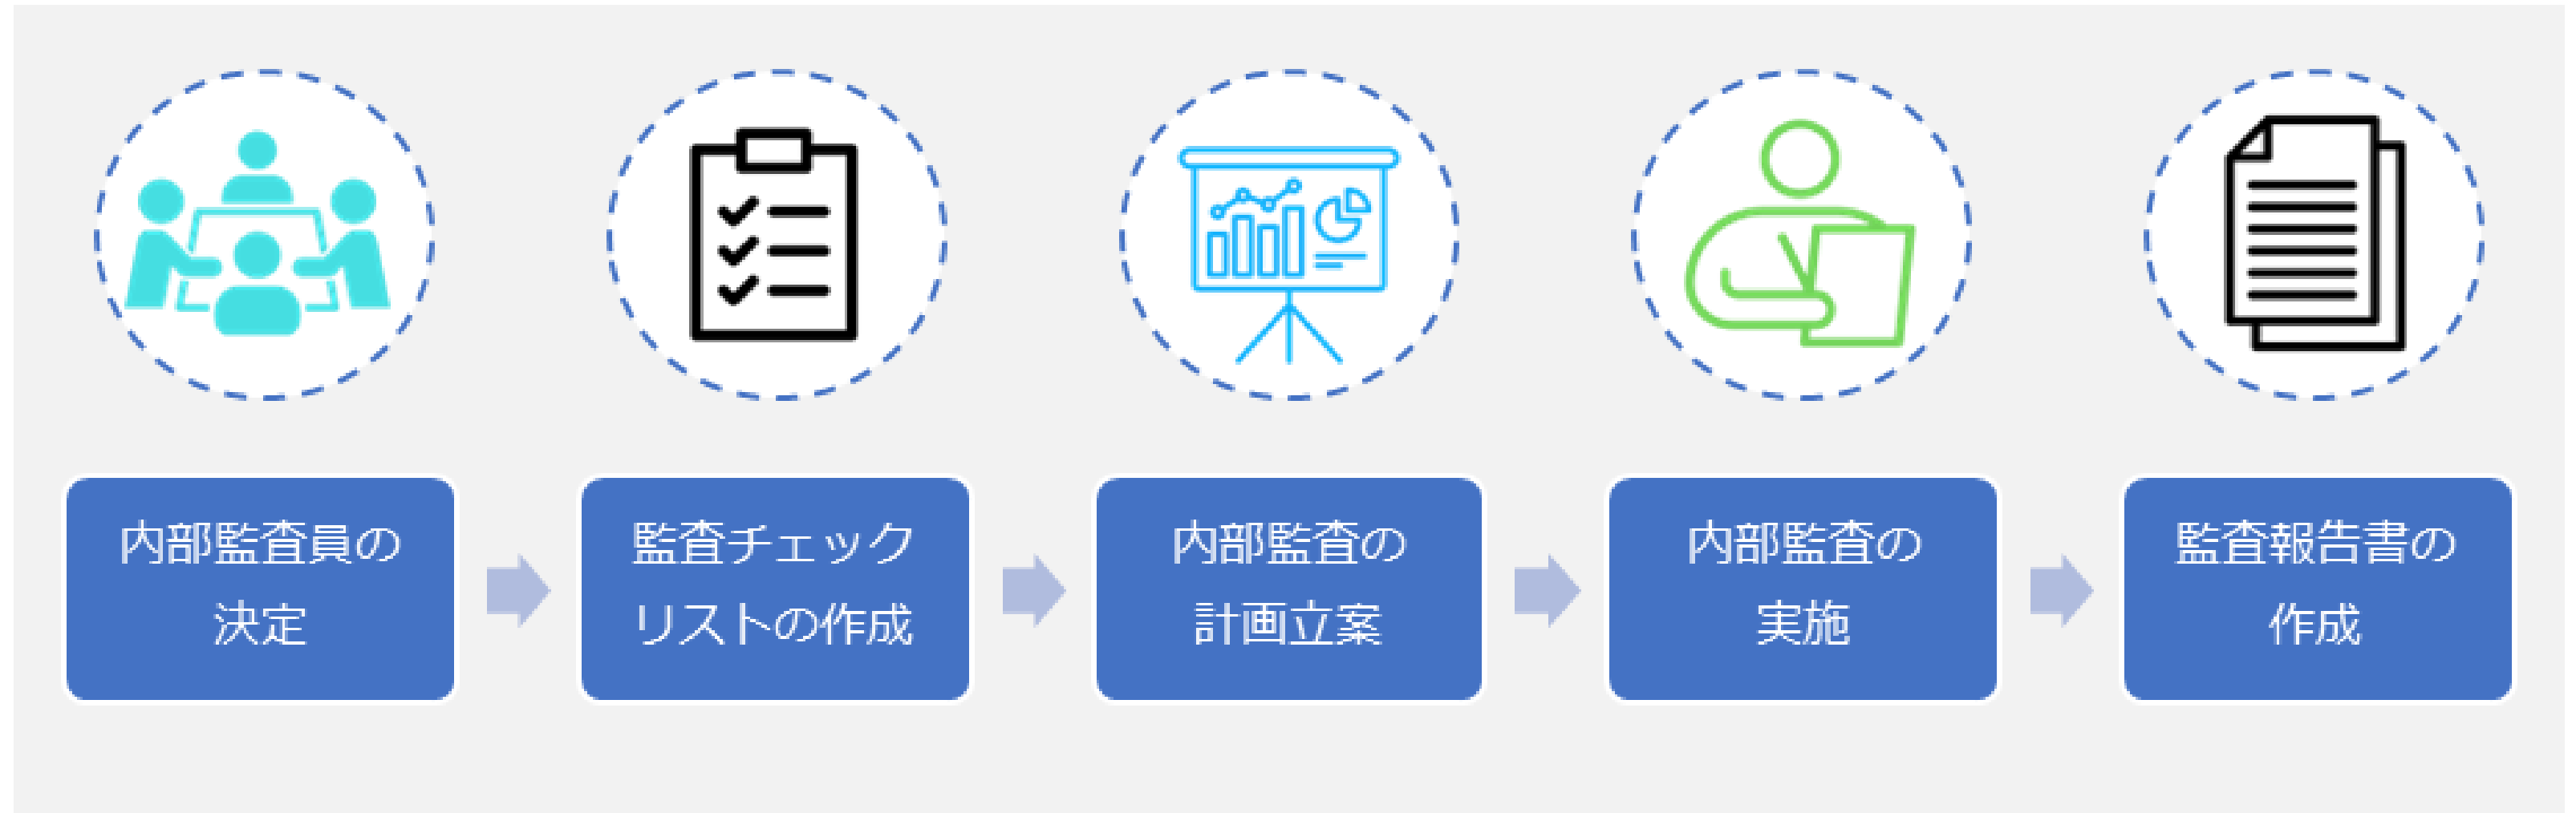 内部監査員の
決定
監査チェック
リストの作成
内部監査の
計画立案
内部監査の
実施
監査報告書の
作成